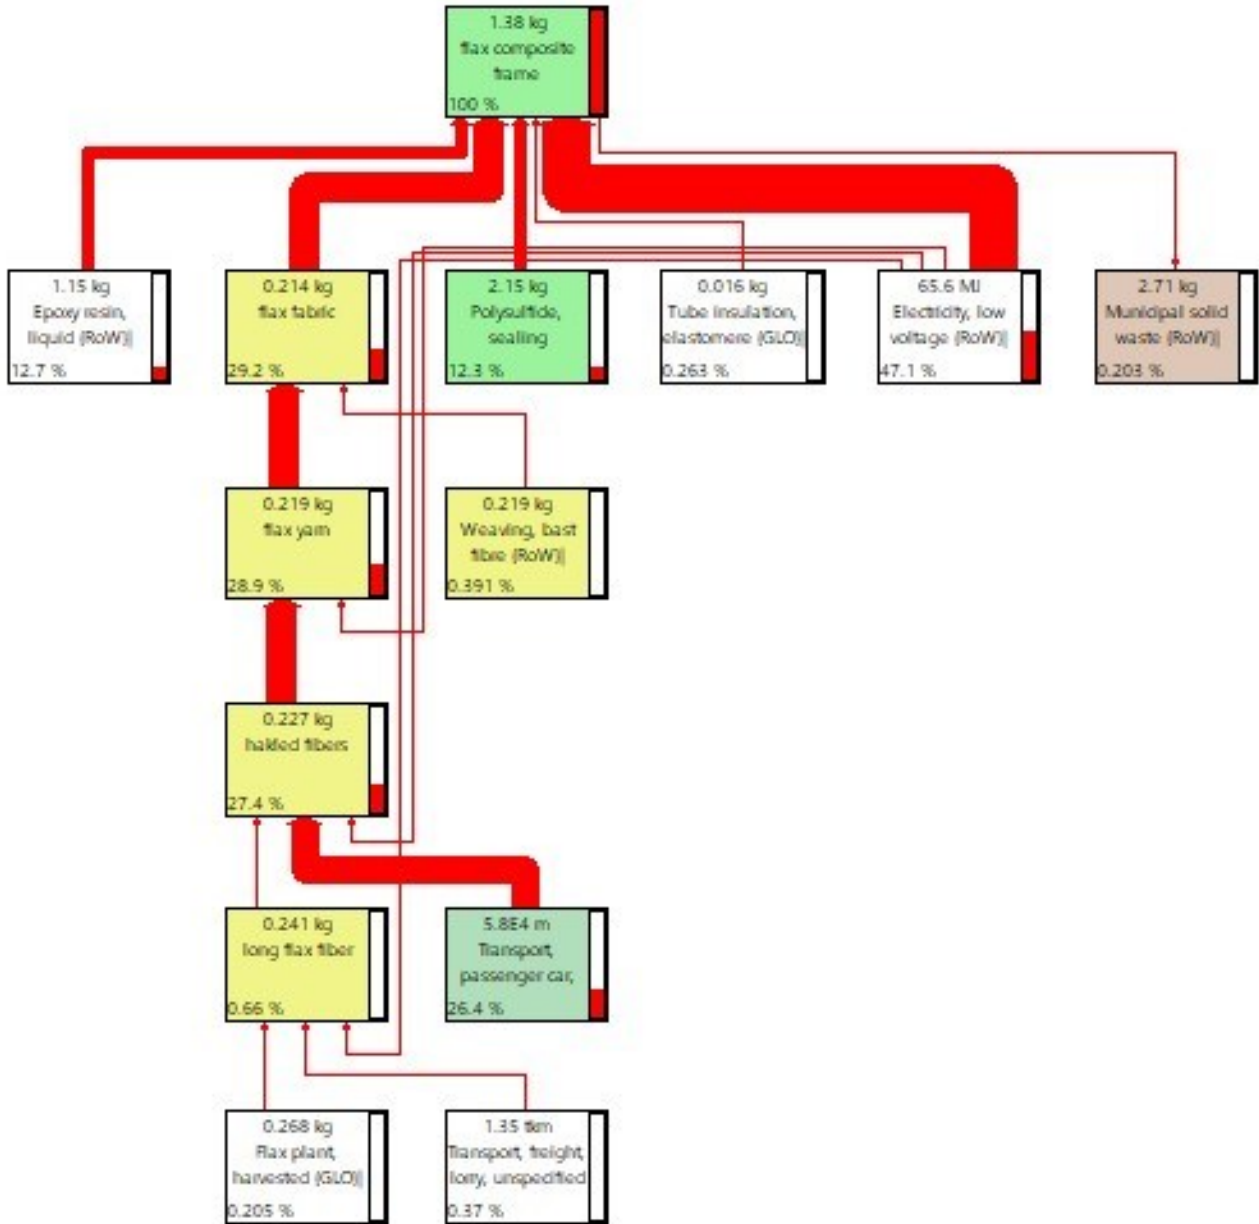 1.38 kg
flax composite
frame
100 %
1.15 kg
Epoxy resin,
liquid {RoW}|
12.7 %
0.214 kg
flax fabric
29.2 %
2.15 kg
Polysulfide,
sealling
12.3 %
0.016 kg
Tube insulation,
elastomere {GLO}|
0.263 %
65.6 MJ
Electricity, low
voltage {RoW}|
47.1 %
2.71 kg
Municipal solid
waste {RoW}|
0.203 %
0.219 kg
flax yarn
28.9 %
0.219 kg
Weaving, bast
fibre {RoW}|
0.391 %
0.227 kg
hakled fibers
27.4 %
0.241 kg
long flax fiber
0.66 %
5.8E4 m
Transport,
passenger car,
26.4 %
0.268 kg
Flax plant,
harvested {GLO}|
0.205 %
1.35 tkm
Transport, freight,
lorry, unspecified
0.37 %